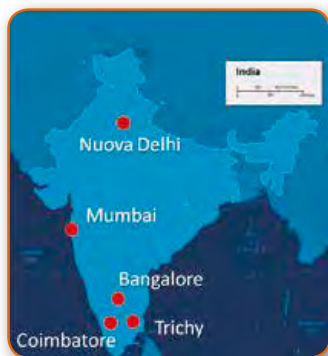 India
Nuova Delhi
Mumbai
Bangalore
Coimbatore
Trichy